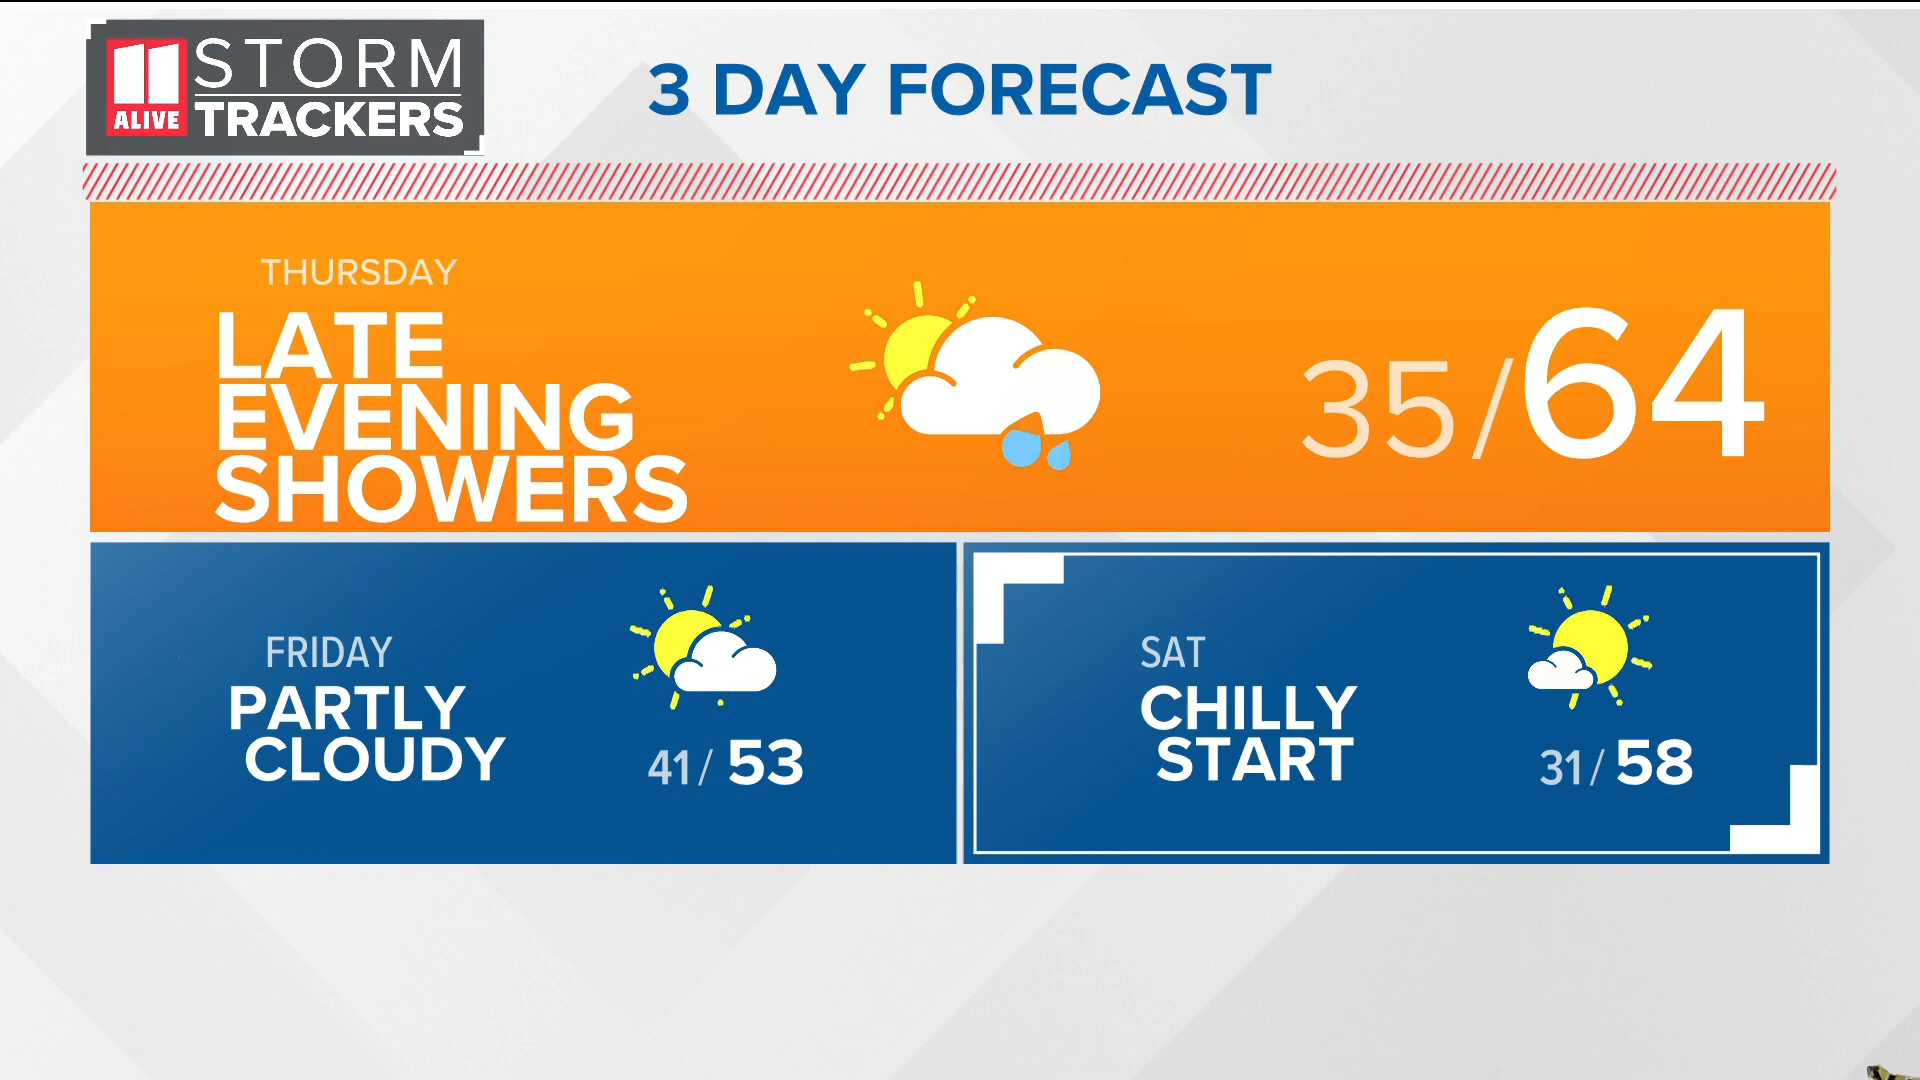 11 ALIVE
STORM
TRACKERS
3 DAY FORECAST
THURSDAY
LATE
EVENING
SHOWERS
35/64
FRIDAY
PARTLY
CLOUDY
41/ 53
SAT
CHILLY
START
31/ 58